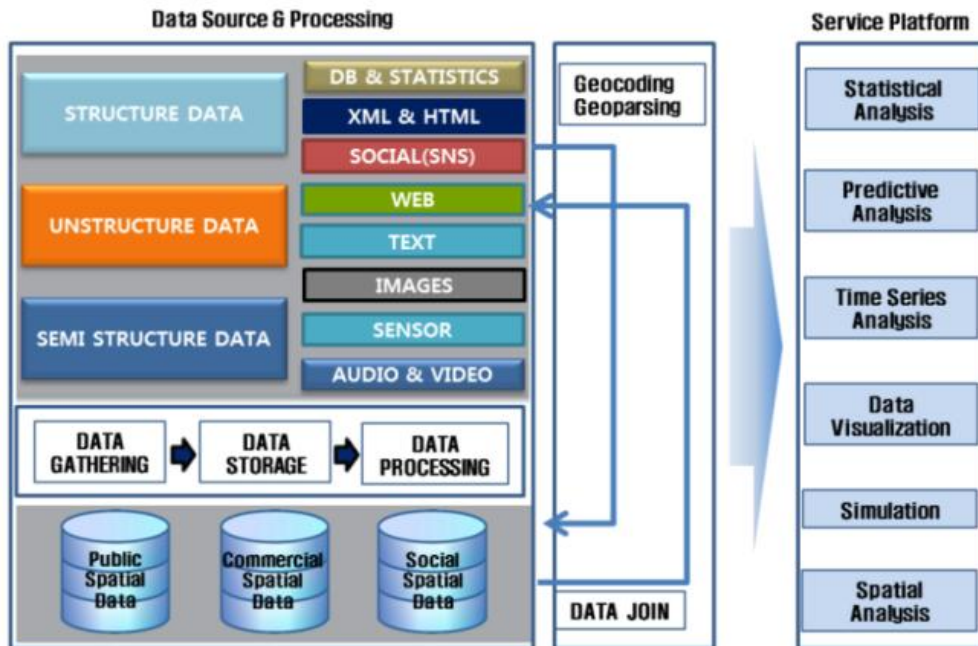 Data Source & Processing
STRUCTURE DATA
UNSTRUCTURE DATA
SEMI STRUCTURE DATA
DB & STATISTICS
XML & HTML
SOCIAL(SNS)
WEB
TEXT
IMAGES
SENSOR
AUDIO & VIDEO
DATA
GATHERING
DATA
STORAGE
DATA
PROCESSING
Public
Spatial
Data
Commercial
Spatial
Data
Social
Spatial
Data
Geocoding
Geoparsing
DATA JOIN
Service Platform
Statistical
Analysis
Predictive
Analysis
Time Series
Analysis
Data
Visualization
Simulation
Spatial
Analysis